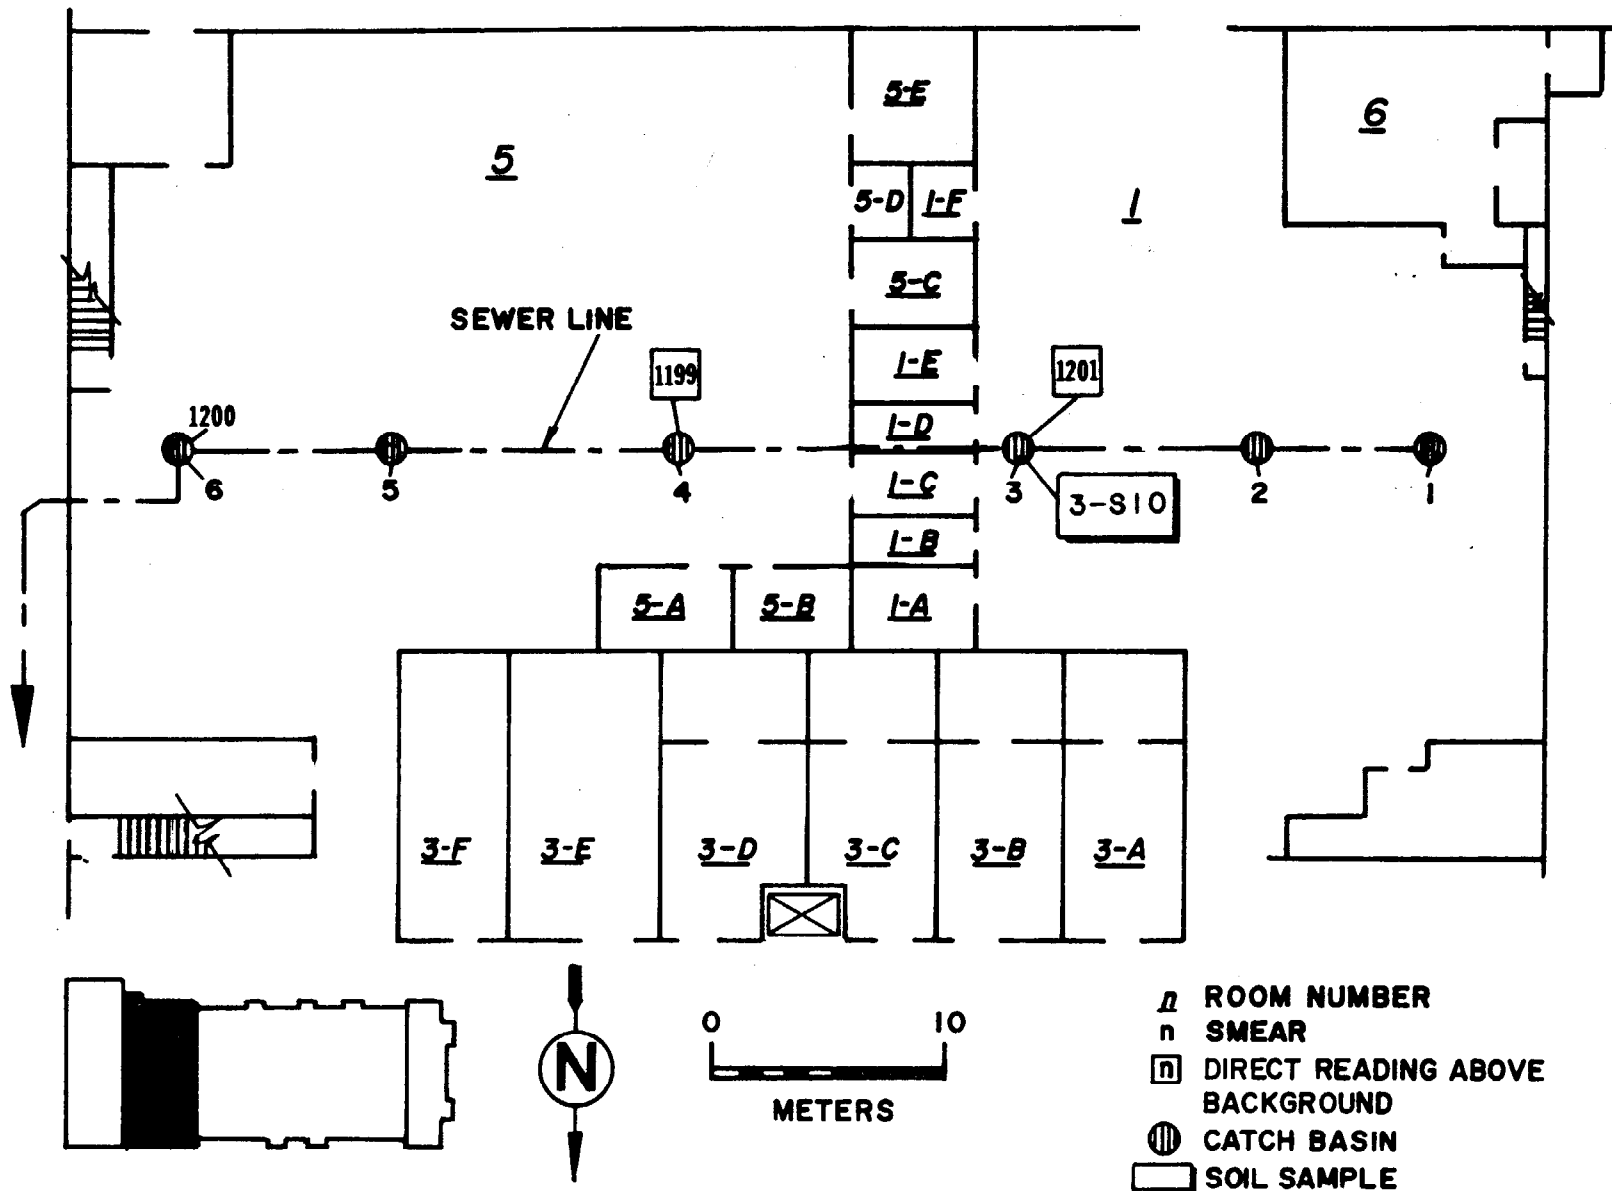 5-E
6
5
5-D
1-F
1
5-C
SEWER LINE
1-E
1199
1201
1200
1-D
6
5
4
3
2
1
1-C
3-S10
1-B
5-A
5-B
1-A
3-F
3-E
3-D
3-C
3-B
3-A
N
0
10
METERS
n ROOM NUMBER
n SMEAR
n DIRECT READING ABOVE
BACKGROUND
CATCH BASIN
SOIL SAMPLE